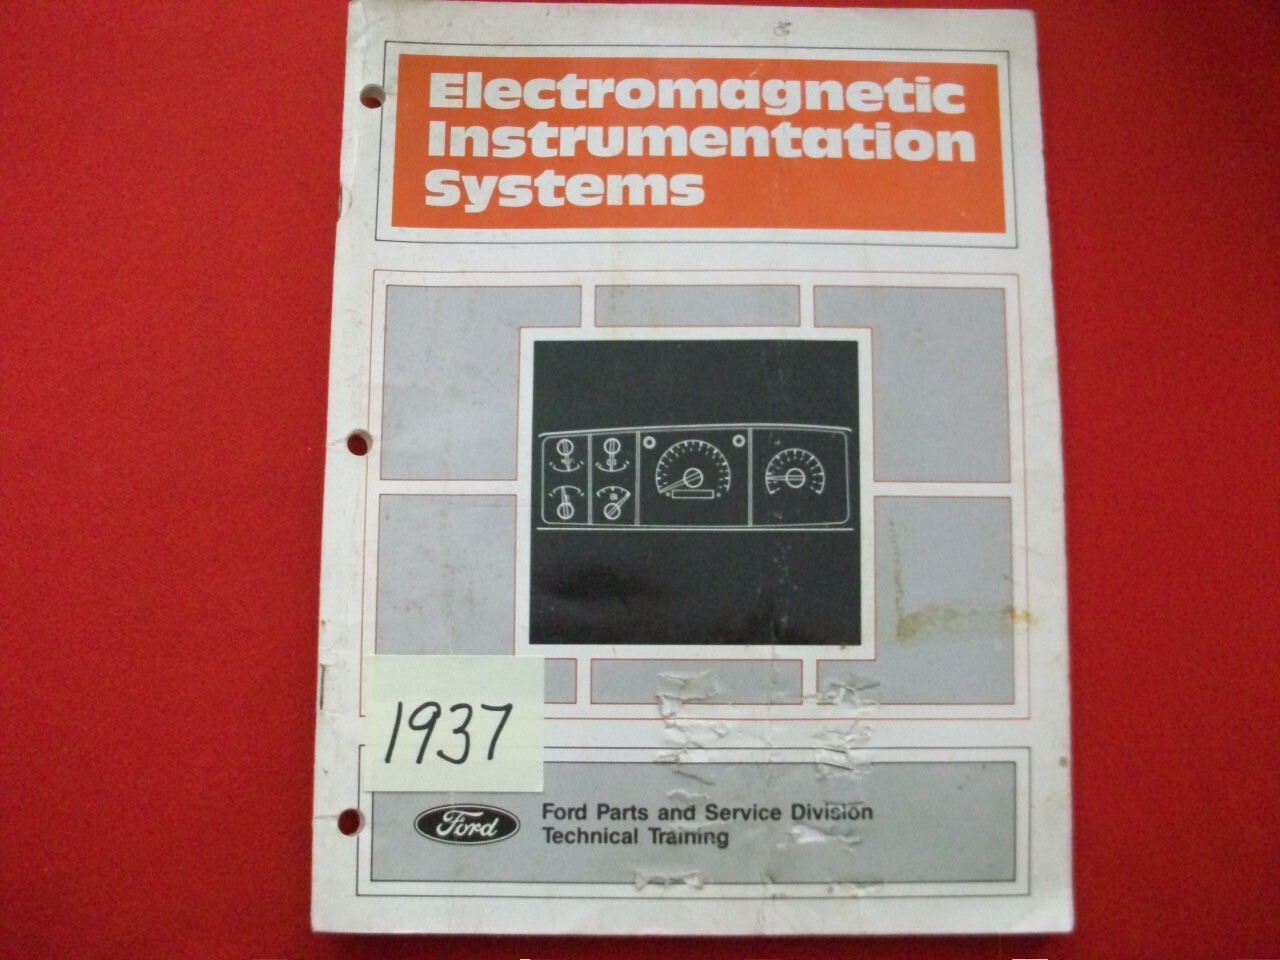 Electromagnetic
Instrumentation
Systems
1937
Ford
Ford Parts and Service Division
Technical Training